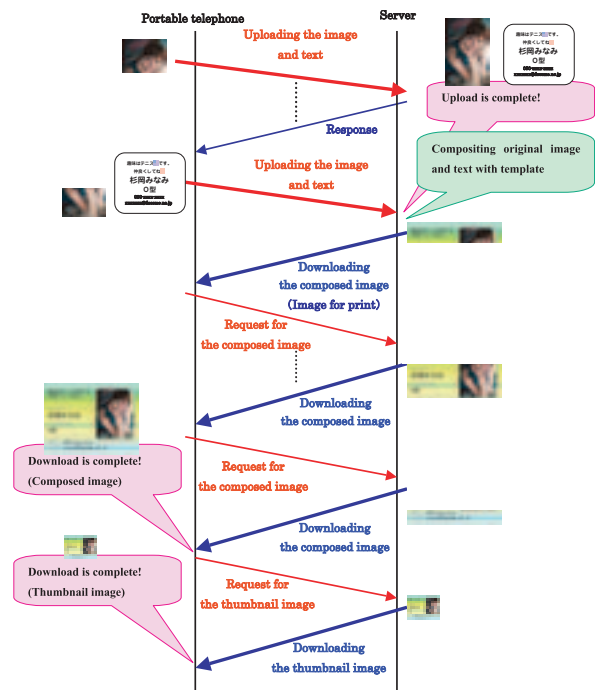 Portable telephone
Server
Uploading the image
and text
趣味はテニスです。
仲良くしてね
杉岡みなみ
O型
Upload is complete!
Response
Compositing original image
and text with template
Uploading the image
and text
趣味はテニスです。
仲良くしてね
杉岡みなみ
O型
Downloading
the composed image
(Image for print)
Request for
the composed image
Downloading
the composed image
Download is complete!
(Composed image)
Request for
the composed image
Downloading
the composed image
Download is complete!
(Thumbnail image)
Request for
the thumbnail image
Downloading
the thumbnail image